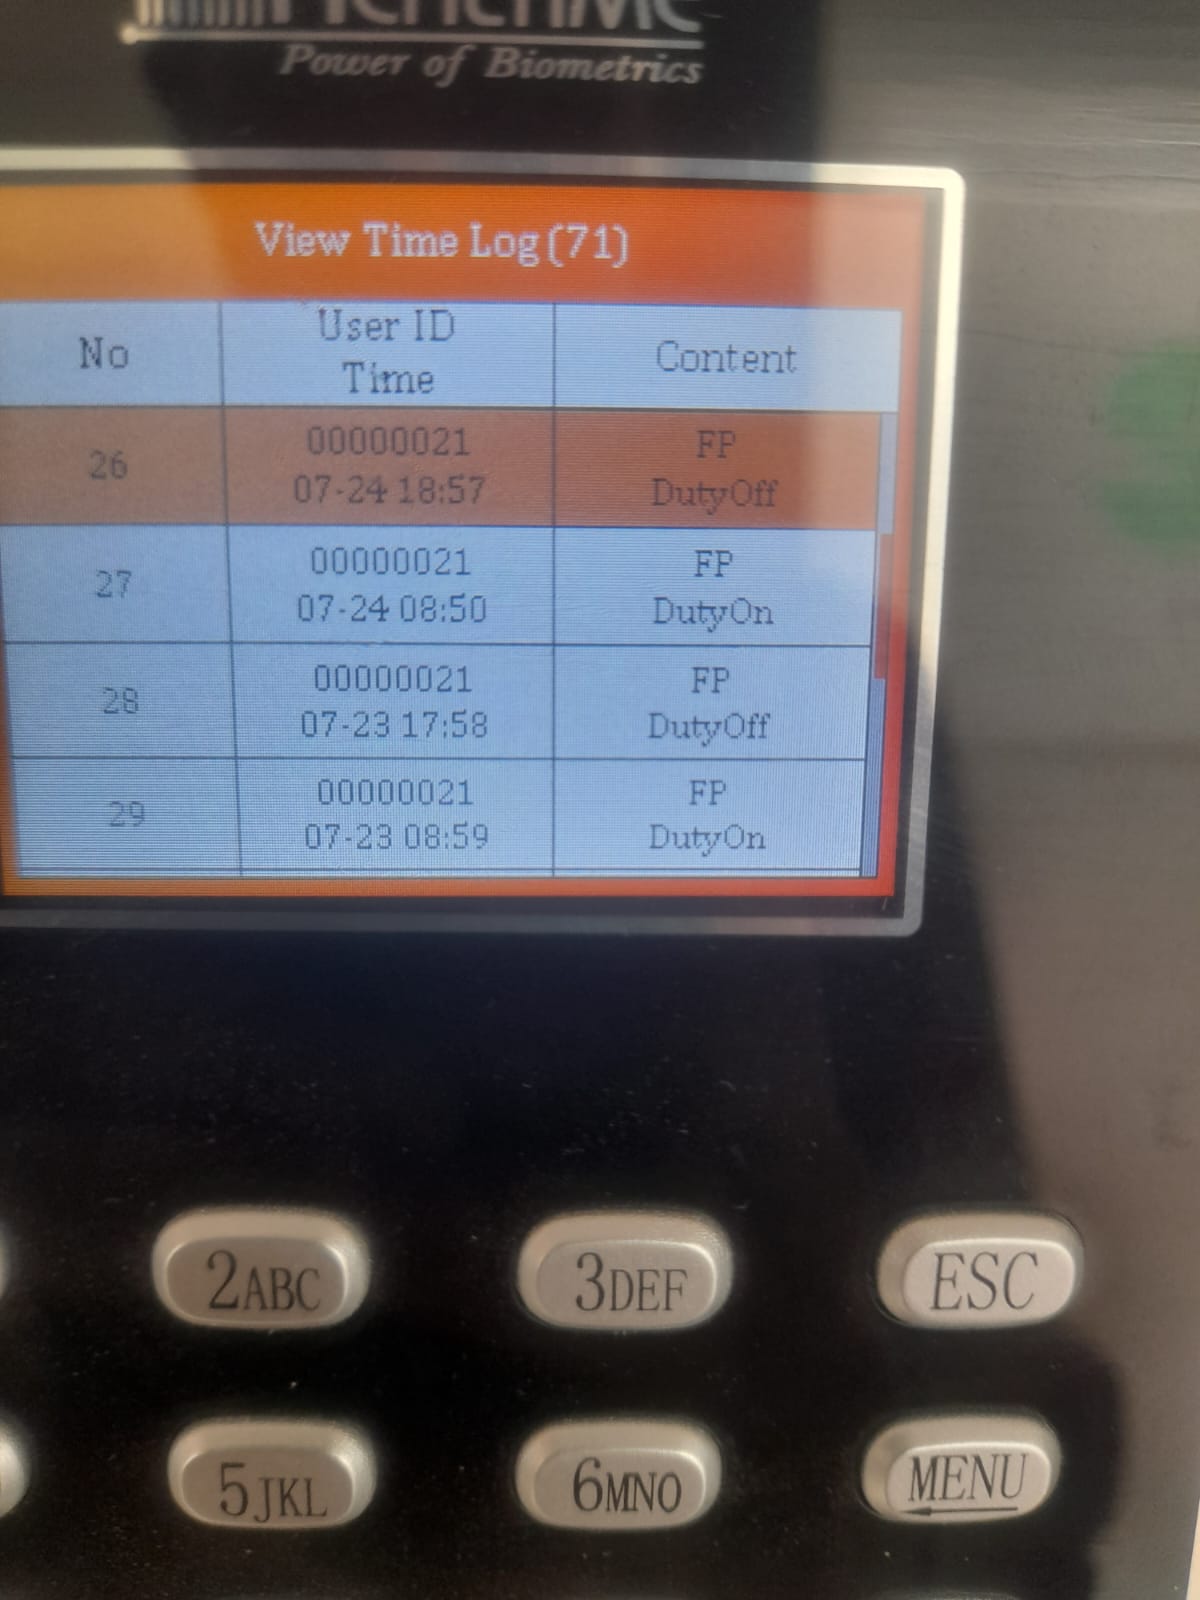 Power of Biometrics
View Time Log (71)
No
User ID
Time
Content
26
00000021
07-24 18:57
FP
DutyOff
27
00000021
07-24 08:50
FP
DutyOn
28
00000021
07-23 17:58
FP
DutyOff
29
00000021
07-23 08:59
FP
DutyOn
2ABC
3DEF
ESC
5JKL
6MNO
MENU